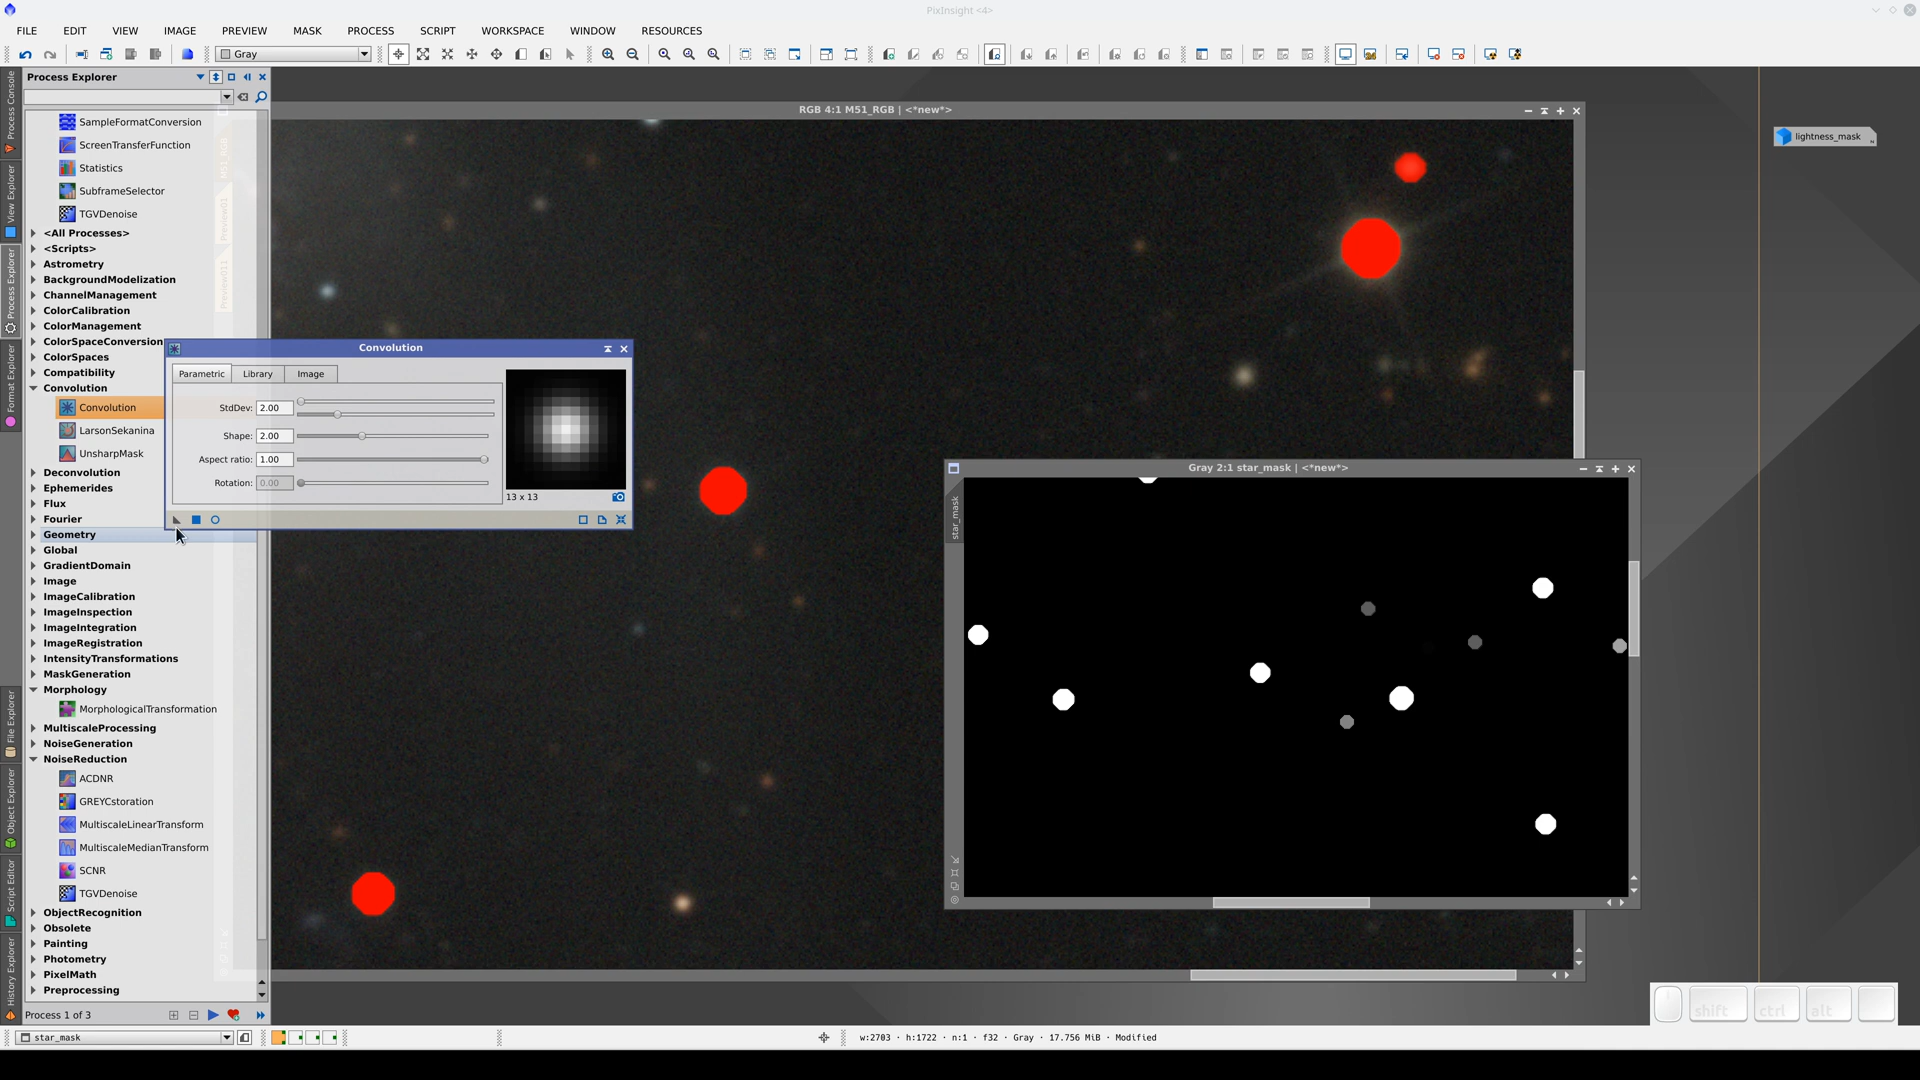 PixInsight <4>
FILE EDIT VIEW IMAGE PREVIEW MASK PROCESS SCRIPT WORKSPACE WINDOW RESOURCES
Gray
Process Explorer
SampleFormatConversion
ScreenTransferFunction
Statistics
SubframeSelector
TGVDenoise
<All Processes>
<Scripts>
Astrometry
BackgroundModelization
ChannelManagement
ColorCalibration
ColorManagement
ColorSpaceConversion
ColorSpaces
Compatibility
Convolution
Convolution
LarsonSekanina
UnsharpMask
Deconvolution
Ephemerides
Flux
Fourier
Geometry
Global
GradientDomain
Image
ImageCalibration
ImageInspection
ImageIntegration
ImageRegistration
IntensityTransformations
MaskGeneration
Morphology
MorphologicalTransformation
MultiscaleProcessing
NoiseGeneration
NoiseReduction
ACDNR
GREYCstoration
MultiscaleLinearTransform
MultiscaleMedianTransform
SCNR
TGVDenoise
ObjectRecognition
Obsolete
Painting
Photometry
PixelMath
Preprocessing
Process 1 of 3
Process Console
View Explorer
Process Explorer
Format Explorer
File Explorer
Object Explorer
Script Editor
History Explorer
M51_RGB
Preview01
RGB 4:1 M51_RGB | <*new*>
lightness_mask
Convolution
Parametric Library Image
StdDev: 2.00
Shape: 2.00
Aspect ratio: 1.00
Rotation: 0.00
13 x 13
Gray 2:1 star_mask | <*new*>
star_mask
shift ctrl alt
star_mask
w:2703 · h:1722 · n:1 · f32 · Gray · 17.756 MiB · Modified